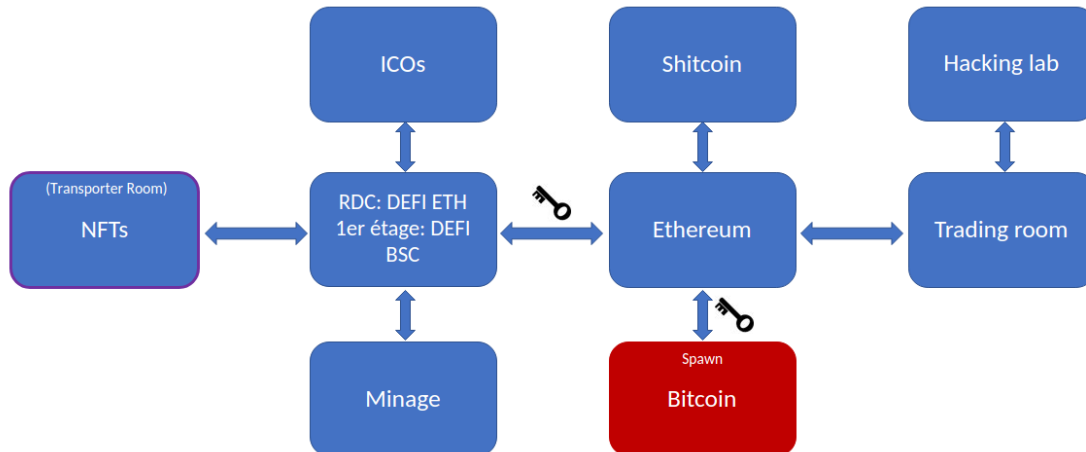 ICOs
Shitcoin
Hacking lab
(Transporter Room)
NFTs
RDC: DEFI ETH
1er étage: DEFI
BSC
Ethereum
Trading room
Minage
Spawn
Bitcoin